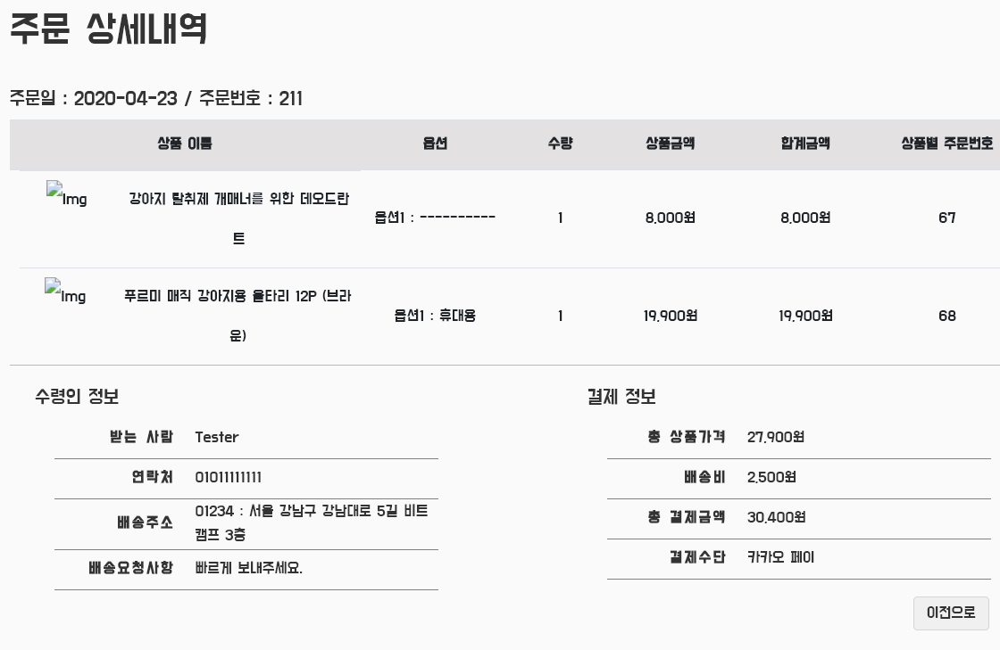 주문 상세내역
주문일 : 2020-04-23 / 주문번호 : 211
상품 이름 옵션 수량 상품금액 합계금액 상품별 주문번호
Img 강아지 탈취제 개매너를 위한 데오드란
트
옵션1 : ---------- 1 8,000원 8,000원 67
Img 푸르미 매직 강아지용 울타리 12P (브라
운)
옵션1 : 휴대용 1 19,900원 19,900원 68
수령인 정보
받는 사람 Tester
연락처 01011111111
배송주소 01234 : 서울 강남구 강남대로 5길 비트
캠프 3층
배송요청사항 빠르게 보내주세요.
결제 정보
총 상품가격 27,900원
배송비 2,500원
총 결제금액 30,400원
결제수단 카카오 페이
이전으로